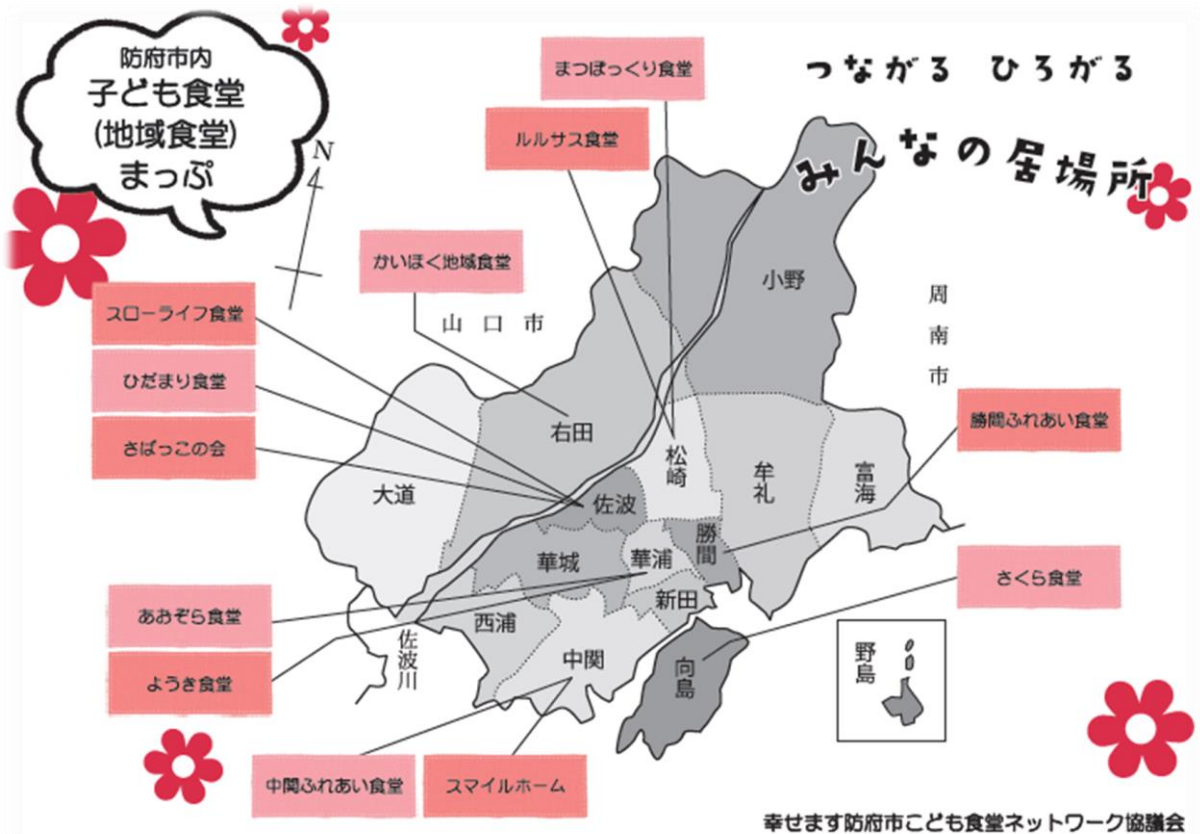 防府市内
子ども食堂
(地域食堂)
まっぷ
N
つながる ひろがる
みんなの居場所
まつぼっくり食堂
ルルサス食堂
かいほく地域食堂
スローライフ食堂
ひだまり食堂
さばっこの会
山口市
周南市
小野
右田
松崎
牟礼
富海
大道
佐波
勝間
華城
華浦
新田
西浦
中関
向島
野島
佐波川
勝間ふれあい食堂
さくら食堂
あおぞら食堂
ようき食堂
中関ふれあい食堂
スマイルホーム
幸せます防府市こども食堂ネットワーク協議会